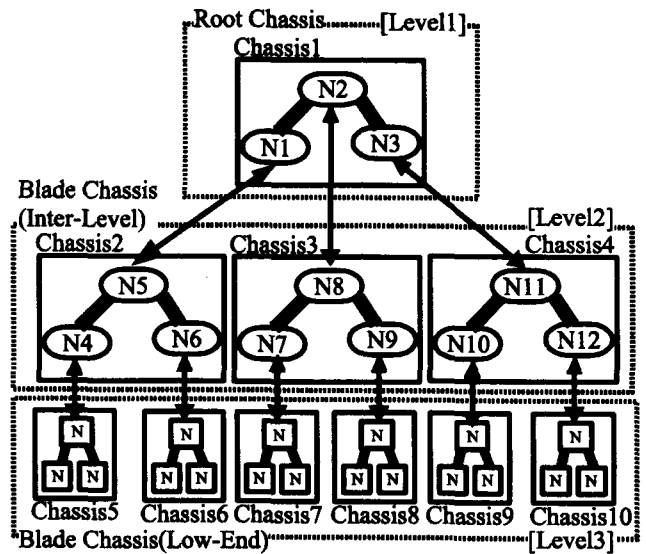 Root Chassis [Level1]
Chassis1
N2
N1 N3
Blade Chassis
(Inter-Level) [Level2]
Chassis2 Chassis3 Chassis4
N5 N8 N11
N4 N6 N7 N9 N10 N12
N N N N N N
N N N N N N N N N N N N
Chassis5 Chassis6 Chassis7 Chassis8 Chassis9 Chassis10
Blade Chassis(Low-End) [Level3]